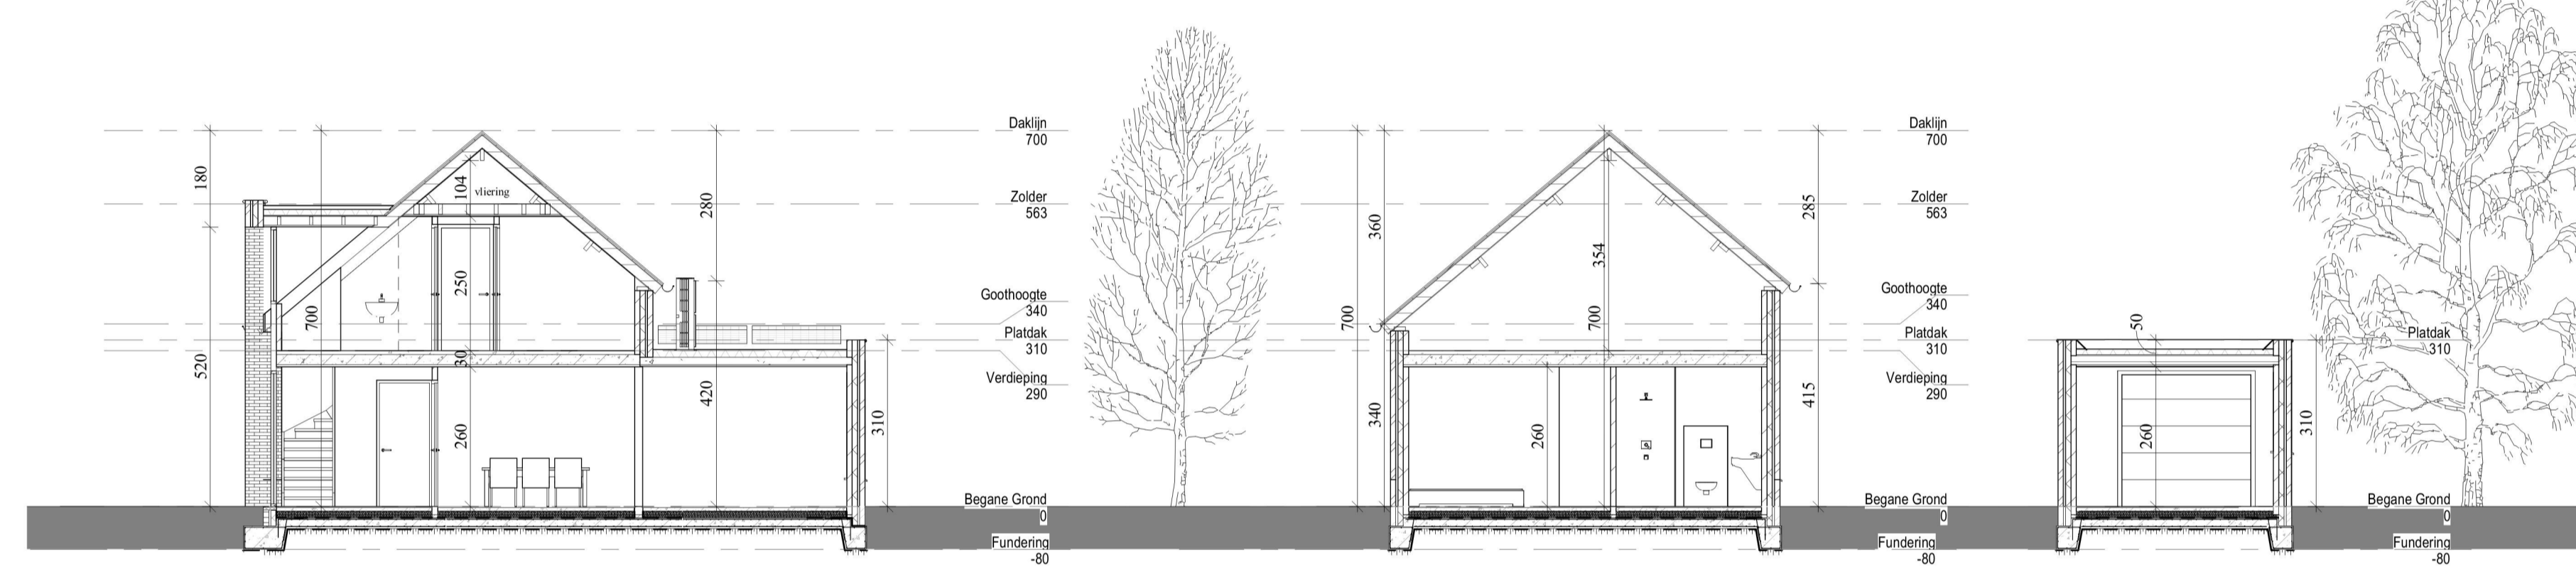 180
520
700
104
vliering
250
30
260
280
420
310
Daklijn
700
Zolder
563
Goothoogte
340
Platdak
310
Verdieping
290
Begane Grond
0
Fundering
-80
700
360
340
354
700
260
285
415
Daklijn
700
Zolder
563
Goothoogte
340
Platdak
310
Verdieping
290
Begane Grond
0
Fundering
-80
50
260
310
Platdak
310
Begane Grond
0
Fundering
-80